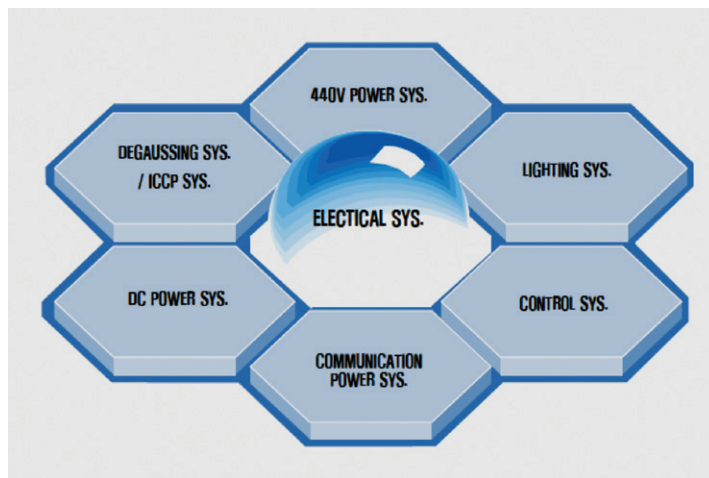 440V POWER SYS.
DEGAUSSING SYS.
/ ICCP SYS.
LIGHTING SYS.
ELECTICAL SYS.
DC POWER SYS.
CONTROL SYS.
COMMUNICATION
POWER SYS.